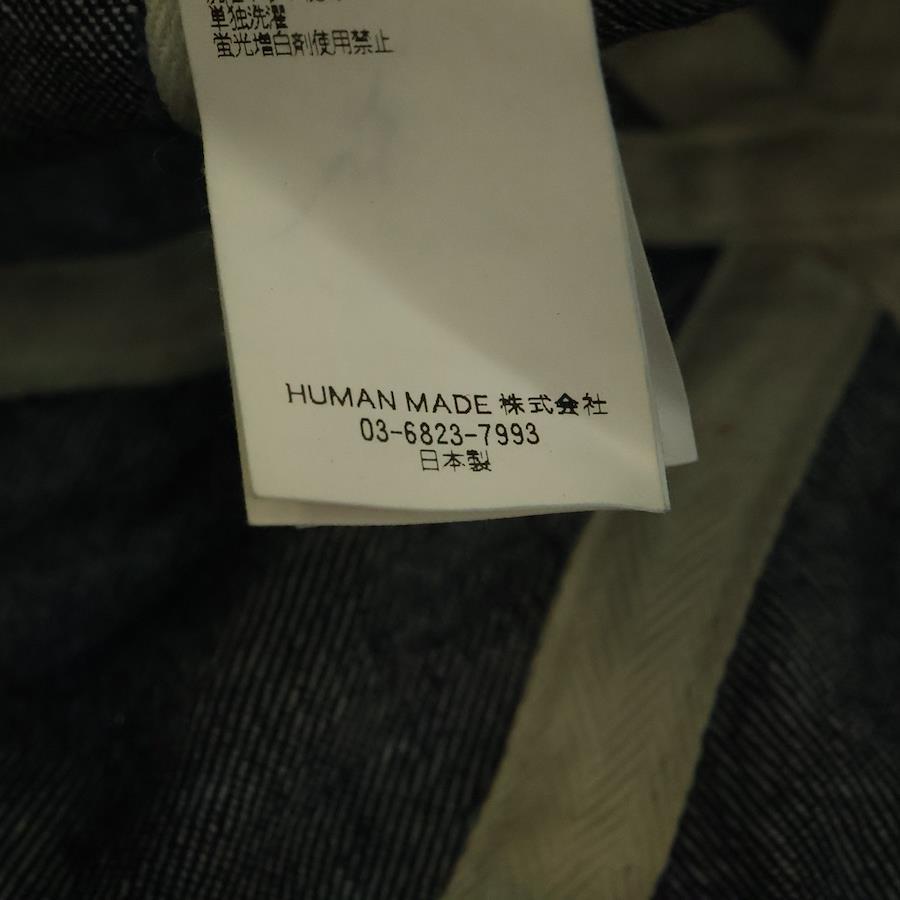 単独洗濯
蛍光増白剤使用禁止
HUMAN MADE 株式会社
03-6823-7993
日本製